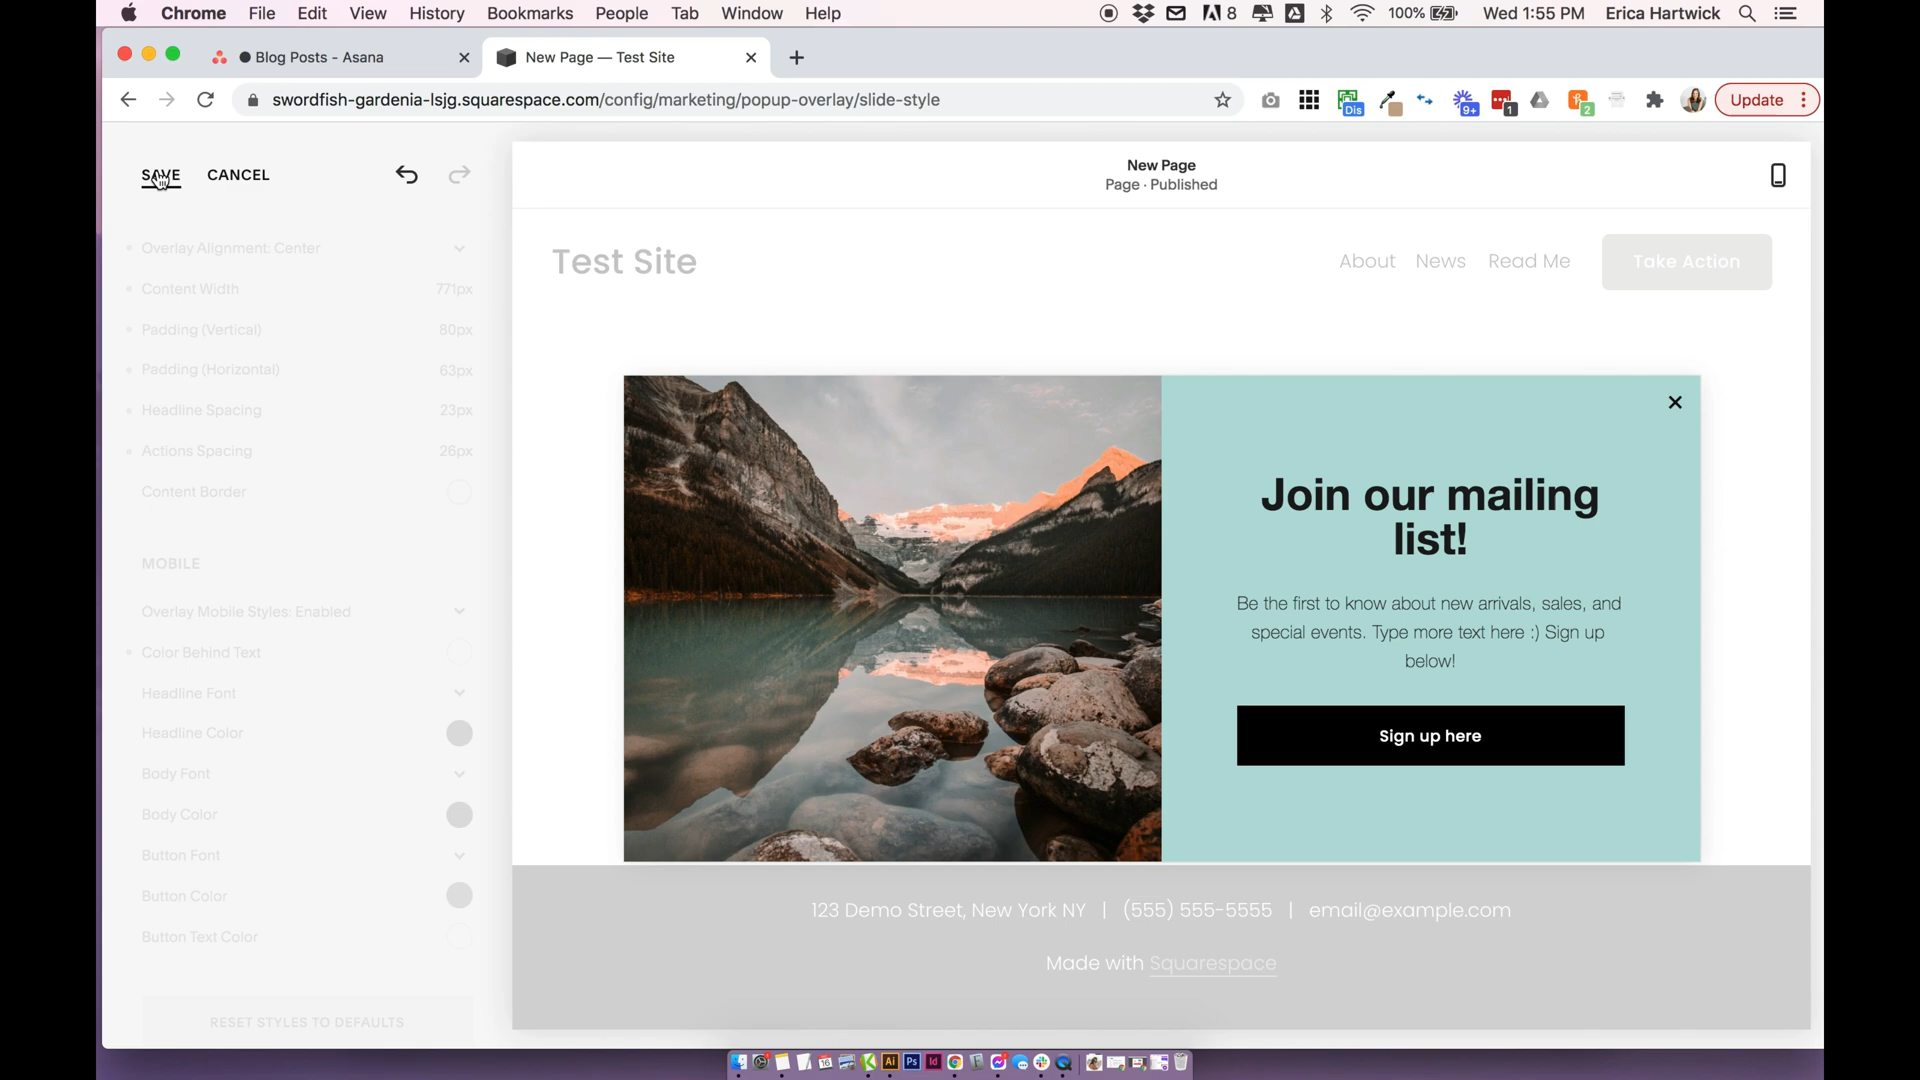 Chrome File Edit View History Bookmarks People Tab Window Help 8 100% Wed 1:55 PM Erica Hartwick
Blog Posts - Asana New Page — Test Site
swordfish-gardenia-lsjg.squarespace.com/config/marketing/popup-overlay/slide-style Dis 9+ 1 2 Update
SAVE CANCEL
New Page
Page · Published
Overlay Alignment: Center
Content Width 771px
Padding (Vertical) 80px
Padding (Horizontal) 63px
Headline Spacing 23px
Actions Spacing 26px
Content Border
MOBILE
Overlay Mobile Styles: Enabled
Color Behind Text
Headline Font
Headline Color
Body Font
Body Color
Button Font
Button Color
Button Text Color
RESET STYLES TO DEFAULTS
Test Site About News Read Me Take Action
Join our mailing
list!
Be the first to know about new arrivals, sales, and
special events. Type more text here :) Sign up
below!
Sign up here
123 Demo Street, New York NY | (555) 555-5555 | email@example.com
Made with Squarespace
Ai Ps Id